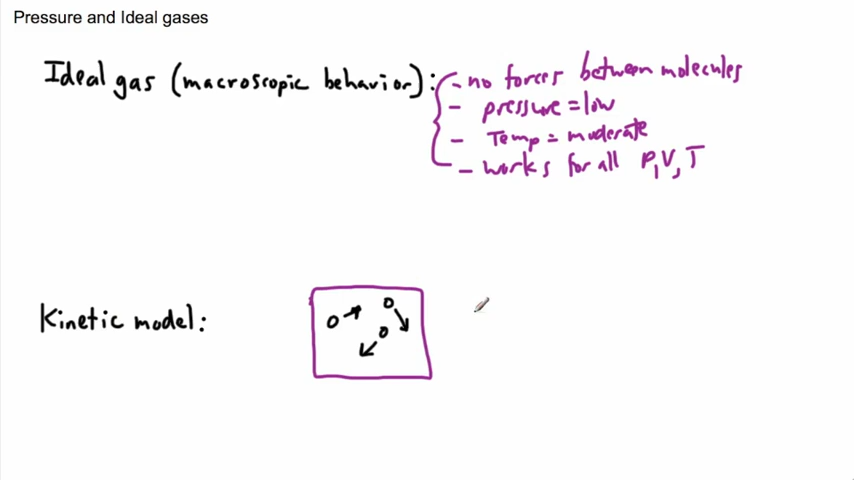 Pressure and Ideal gases
Ideal gas (macroscopic behavior):
- no forces between molecules
- pressure = low
- Temp = moderate
- works for all P, V, T
Kinetic model: